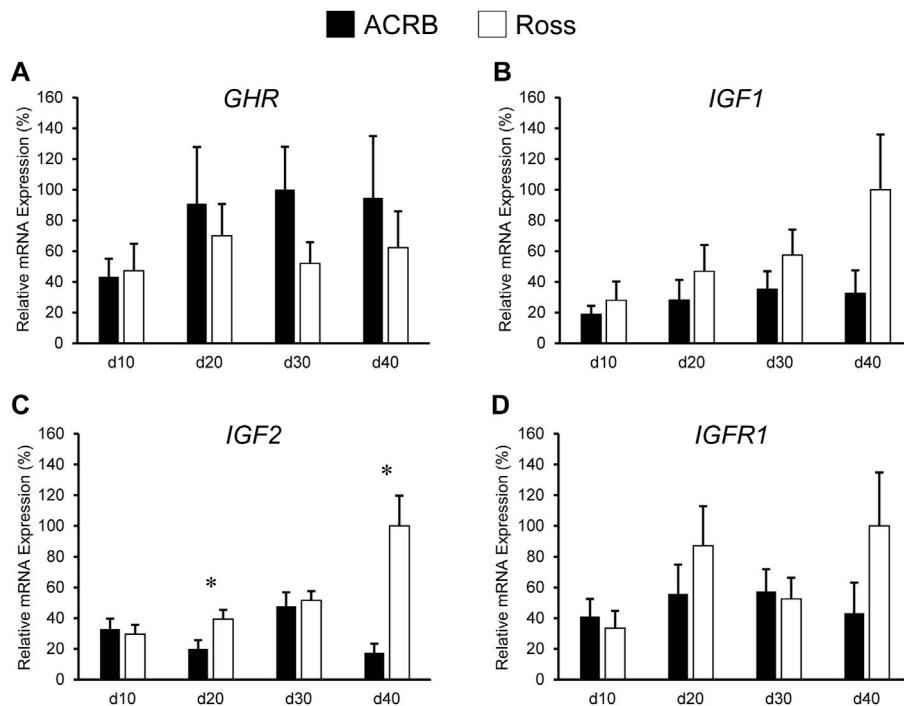 ACRB Ross
A
GHR
Relative mRNA Expression (%)
160
140
120
100
80
60
40
20
0
d10 d20 d30 d40
B
IGF1
Relative mRNA Expression (%)
160
140
120
100
80
60
40
20
0
d10 d20 d30 d40
C
IGF2
Relative mRNA Expression (%)
160
140
120
100
80
60
40
20
0
* *
d10 d20 d30 d40
D
IGFR1
Relative mRNA Expression (%)
160
140
120
100
80
60
40
20
0
d10 d20 d30 d40